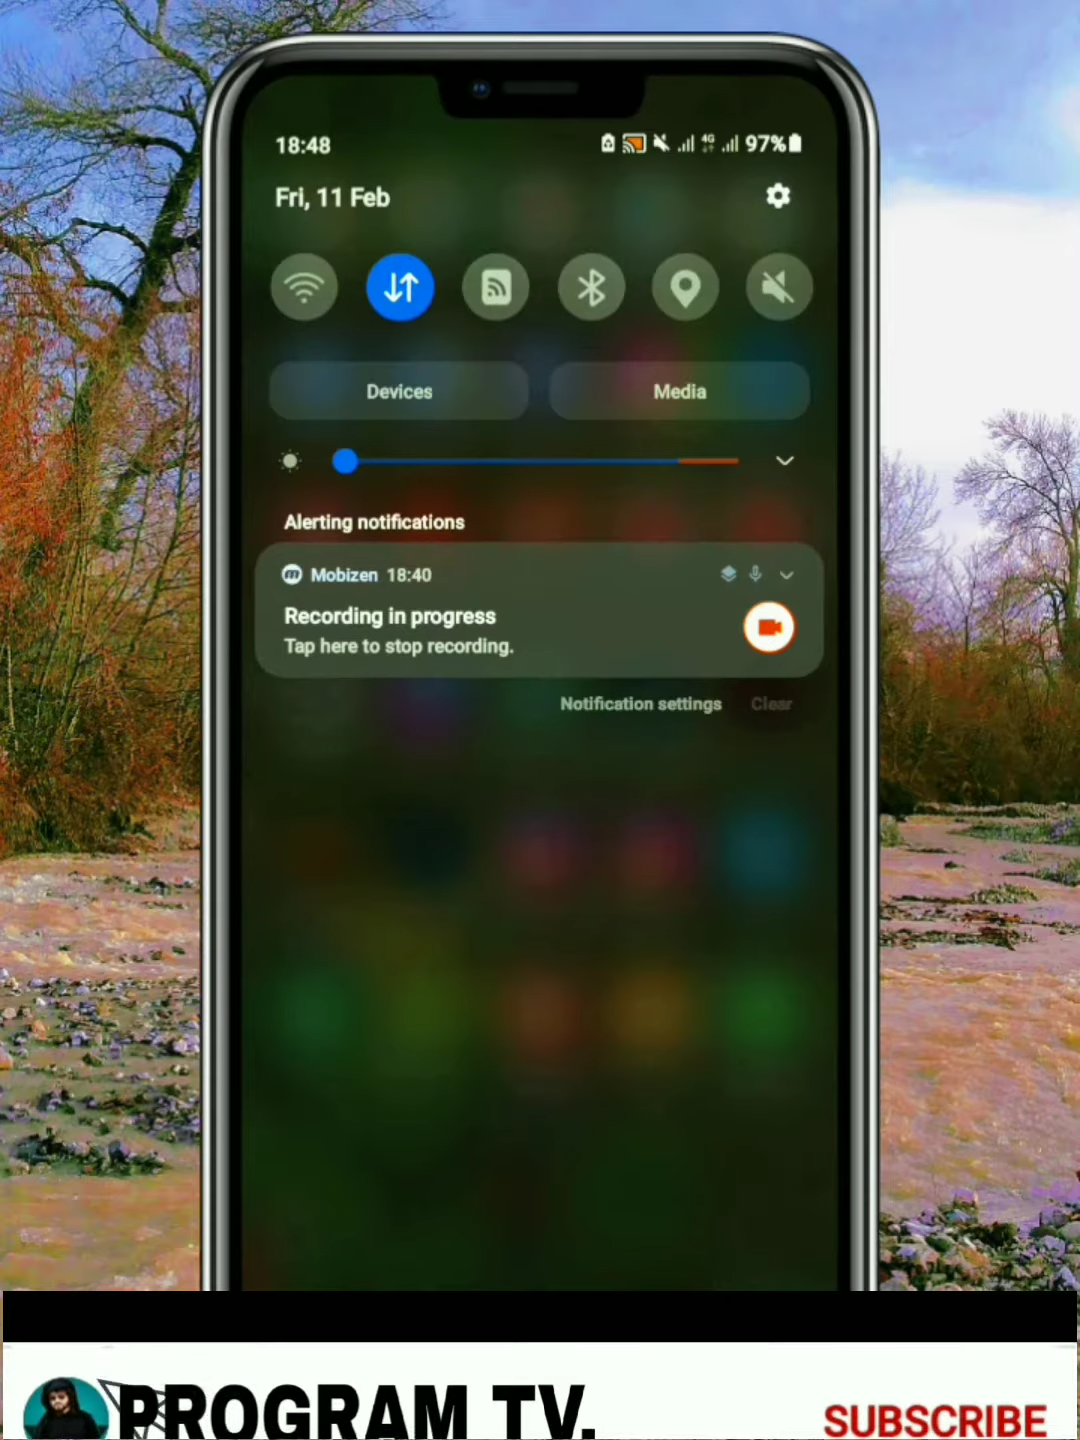 18:48
4G 97%
Fri, 11 Feb
Devices
Media
Alerting notifications
m Mobizen 18:40
Recording in progress
Tap here to stop recording.
Notification settings
Clear
PROGRAM TV.
SUBSCRIBE